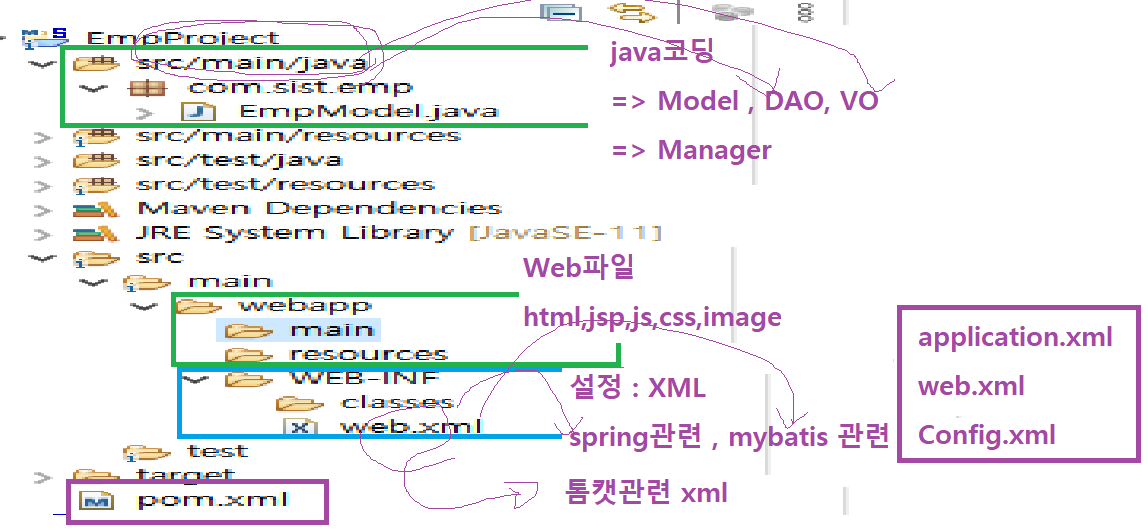 EmpProject
src/main/java
com.sist.emp
EmpModel.java
src/main/resources
src/test/java
src/test/resources
Maven Dependencies
JRE System Library [JavaSE-11]
src
main
webapp
main
resources
WEB-INF
classes
web.xml
test
target
pom.xml
java코딩
=> Model , DAO, VO
=> Manager
Web파일
html,jsp,js,css,image
설정 : XML
spring관련 , mybatis 관련
톰캣관련 xml
application.xml
web.xml
Config.xml